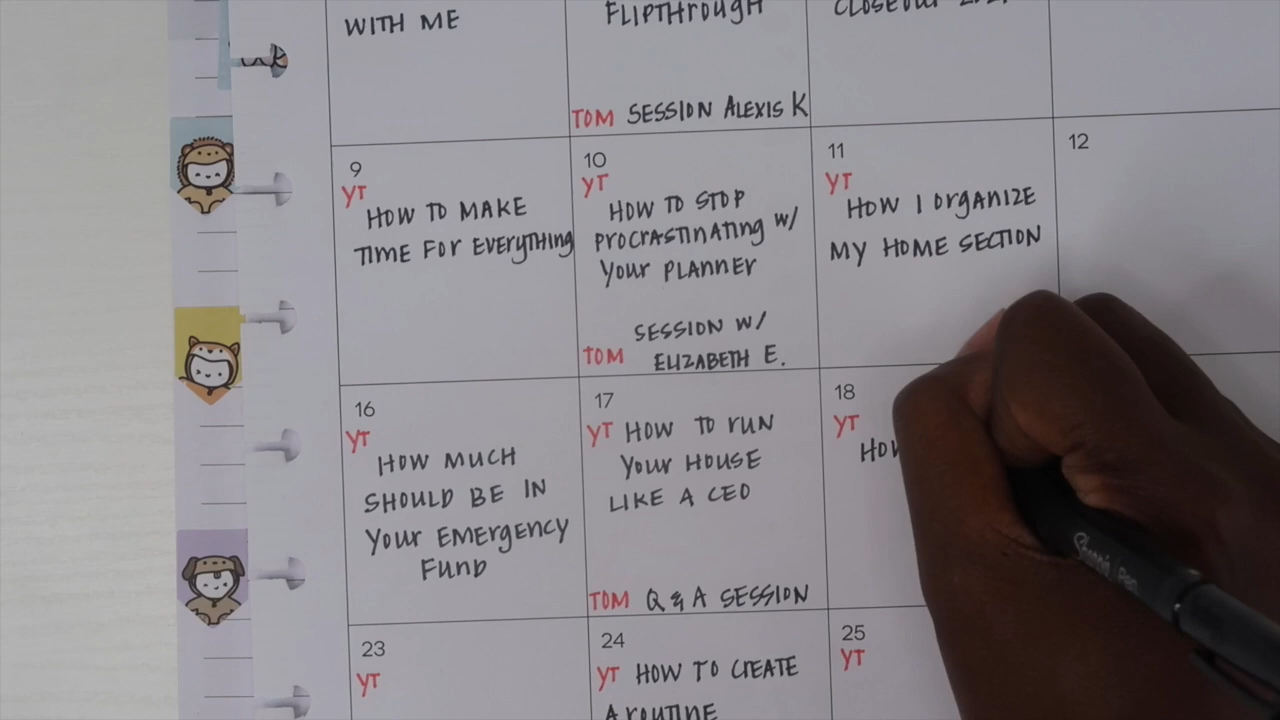 WITH ME
FLIPTHROUGH
CLOSEOUT
TOM SESSION ALEXIS K
9
YT
HOW TO MAKE
TIME FOR EVERYTHING
10
YT
HOW TO STOP
PROCRASTINATING W/
YOUR PLANNER
SESSION W/
TOM ELIZABETH E.
11
YT
HOW I ORGANIZE
MY HOME SECTION
12
16
YT
HOW MUCH
SHOULD BE IN
YOUR EMERGENCY
FUND
17
YT HOW TO RUN
YOUR HOUSE
LIKE A CEO
TOM Q & A SESSION
18
YT
23
YT
24
YT HOW TO CREATE
A ROUTINE
25
YT
Sharpie Pen